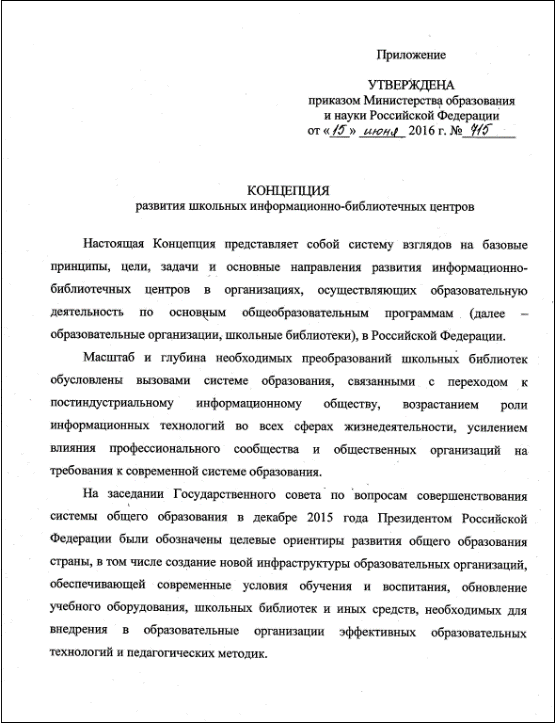 Приложение
УТВЕРЖДЕНА
приказом Министерства образования
и науки Российской Федерации
от «15» июня 2016 г. № 715
КОНЦЕПЦИЯ
развития школьных информационно-библиотечных центров
Настоящая Концепция представляет собой систему взглядов на базовые
принципы, цели, задачи и основные направления развития информационно-
библиотечных центров в организациях, осуществляющих образовательную
деятельность по основным общеобразовательным программам (далее –
образовательные организации, школьные библиотеки), в Российской Федерации.
Масштаб и глубина необходимых преобразований школьных библиотек
обусловлены вызовами системе образования, связанными с переходом к
постиндустриальному информационному обществу, возрастанием роли
информационных технологий во всех сферах жизнедеятельности, усилением
влияния профессионального сообщества и общественных организаций на
требования к современной системе образования.
На заседании Государственного совета по вопросам совершенствования
системы общего образования в декабре 2015 года Президентом Российской
Федерации были обозначены целевые ориентиры развития общего образования
страны, в том числе создание новой инфраструктуры образовательных организаций,
обеспечивающей современные условия обучения и воспитания, обновление
учебного оборудования, школьных библиотек и иных средств, необходимых для
внедрения в образовательные организации эффективных образовательных
технологий и педагогических методик.